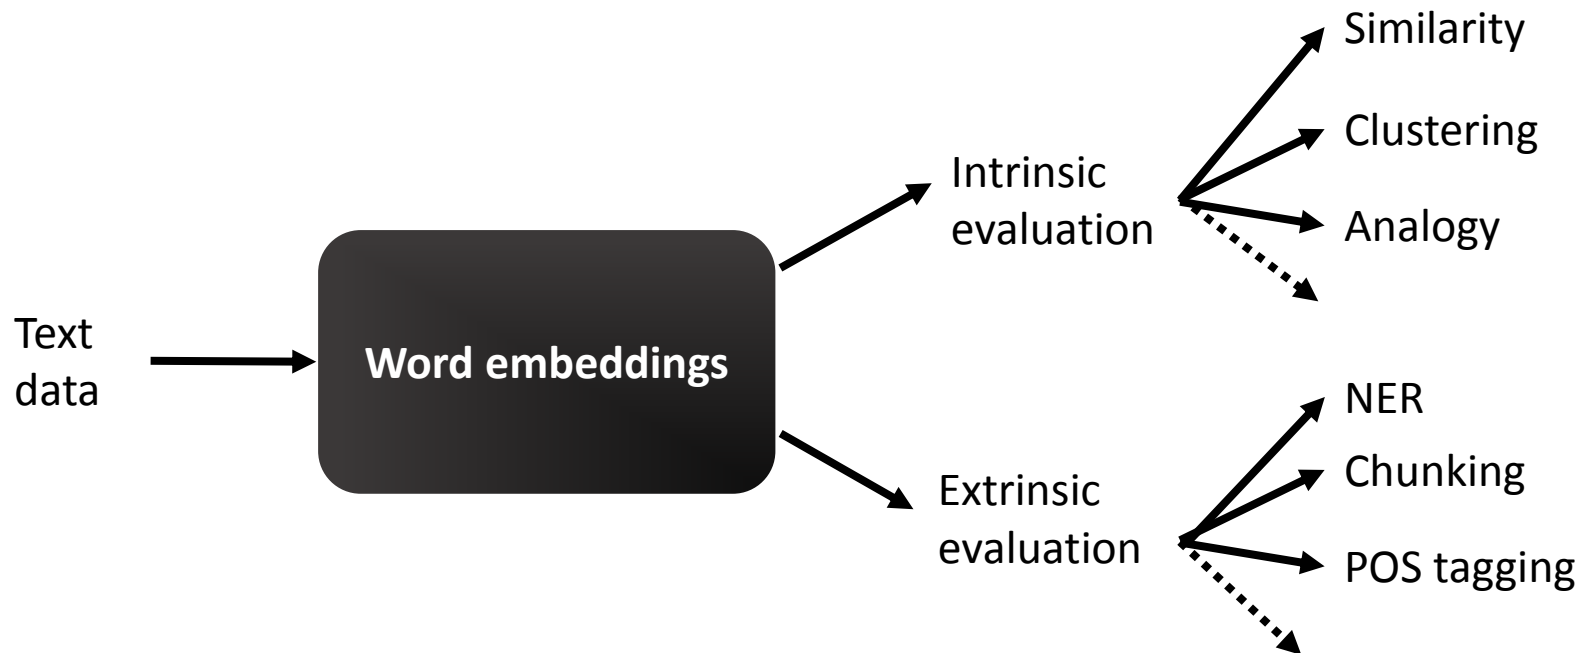 Text
data
Word embeddings
Intrinsic
evaluation
Similarity
Clustering
Analogy
Extrinsic
evaluation
NER
Chunking
POS tagging